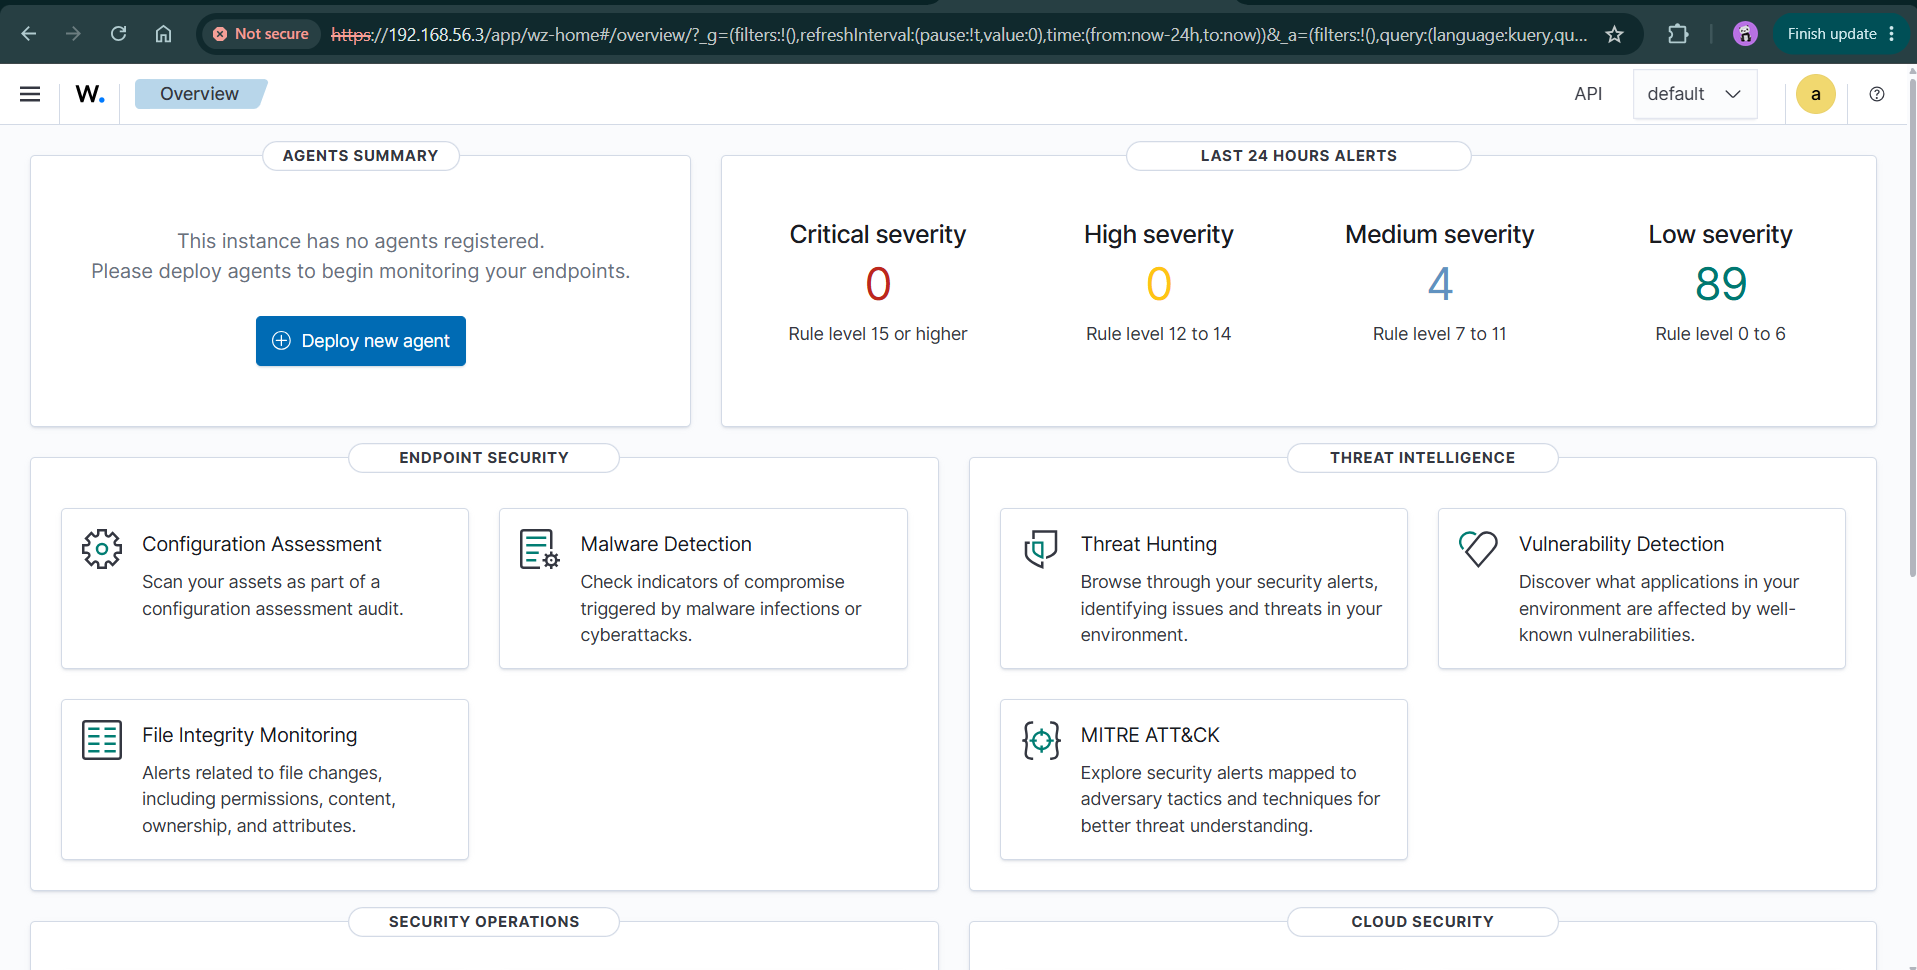 Not secure
https://192.168.56.3/app/wz-home#/overview/?_g=(filters:!(),refreshInterval:(pause:!t,value:0),time:(from:now-24h,to:now))&_a=(filters:!(),query:(language:kuery,qu...
Finish update
W.
Overview
API
default
a
AGENTS SUMMARY
This instance has no agents registered.
Please deploy agents to begin monitoring your endpoints.
Deploy new agent
LAST 24 HOURS ALERTS
Critical severity
0
Rule level 15 or higher
High severity
0
Rule level 12 to 14
Medium severity
4
Rule level 7 to 11
Low severity
89
Rule level 0 to 6
ENDPOINT SECURITY
Configuration Assessment
Scan your assets as part of a
configuration assessment audit.
Malware Detection
Check indicators of compromise
triggered by malware infections or
cyberattacks.
File Integrity Monitoring
Alerts related to file changes,
including permissions, content,
ownership, and attributes.
THREAT INTELLIGENCE
Threat Hunting
Browse through your security alerts,
identifying issues and threats in your
environment.
Vulnerability Detection
Discover what applications in your
environment are affected by well-
known vulnerabilities.
MITRE ATT&CK
Explore security alerts mapped to
adversary tactics and techniques for
better threat understanding.
SECURITY OPERATIONS
CLOUD SECURITY